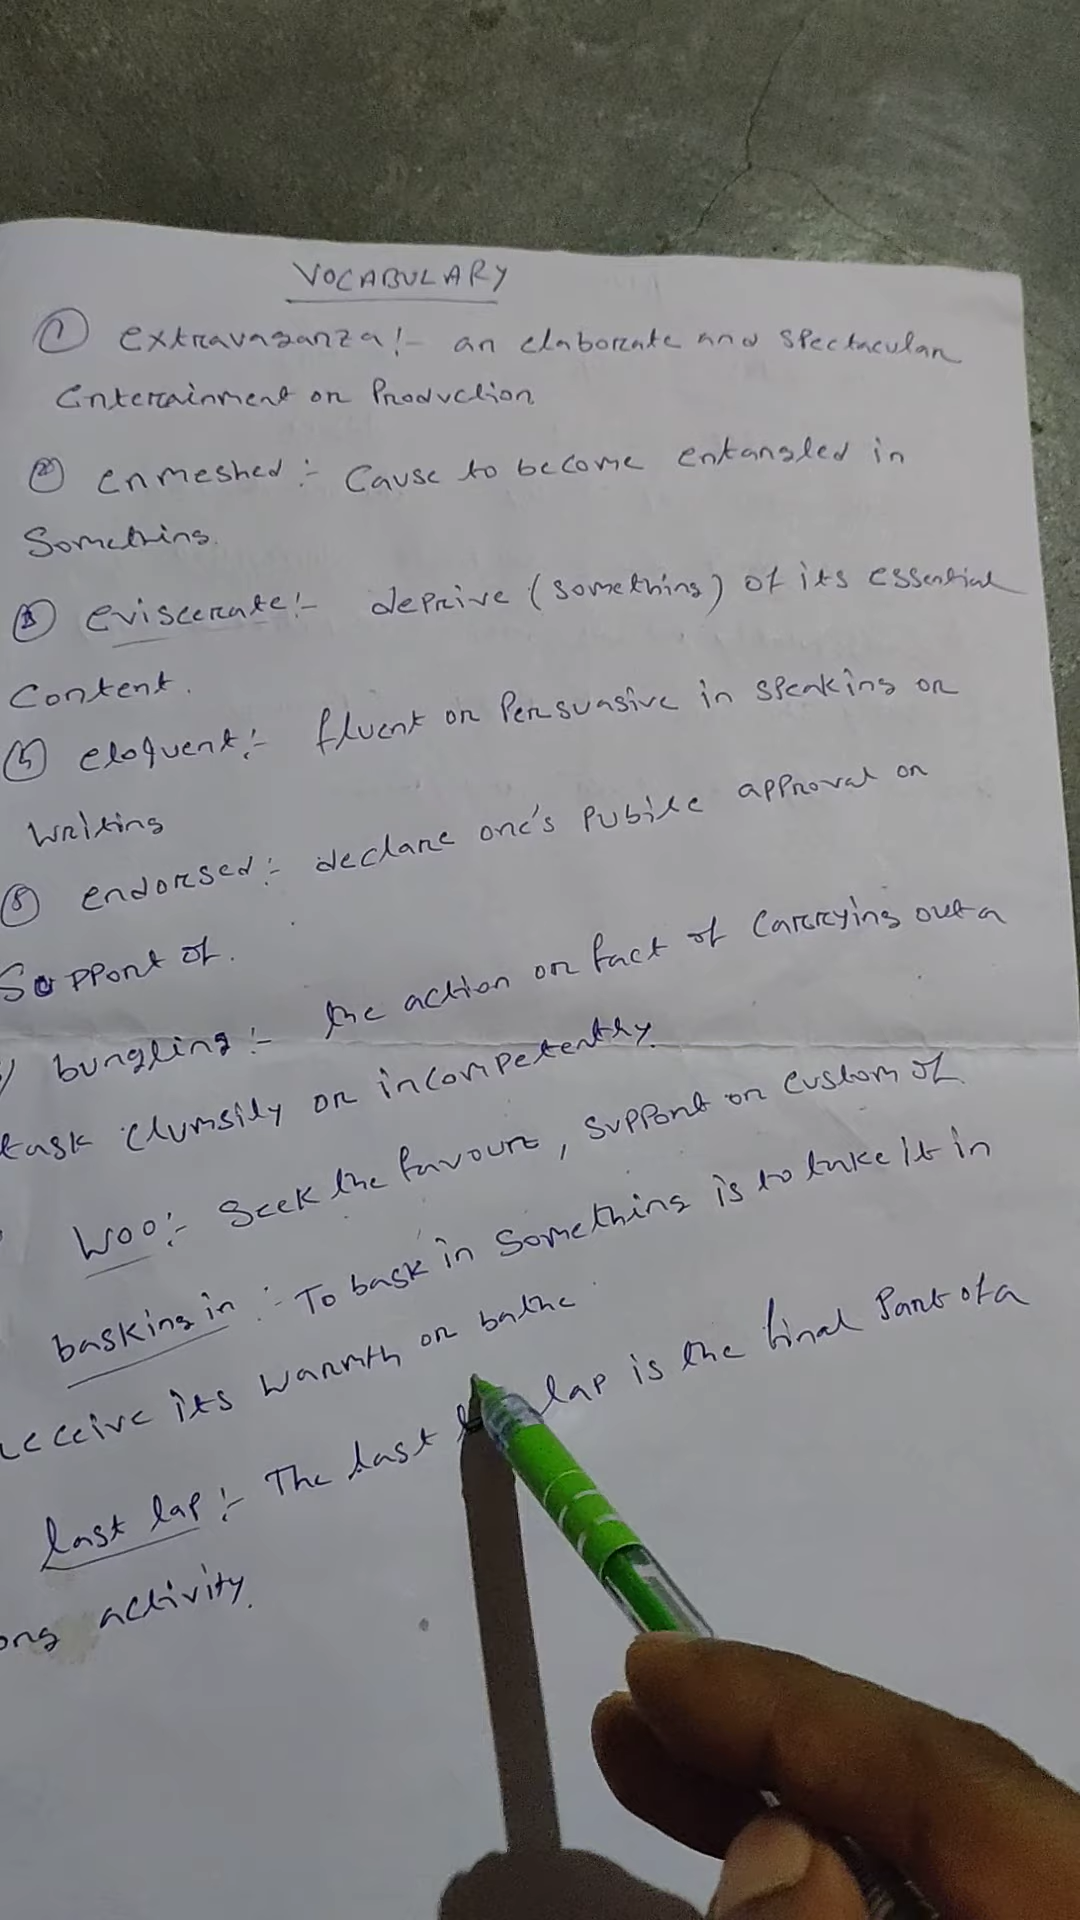 VOCABULARY
① extravaganza:- an elaborate and spectacular
Entertainment or Production
② enmeshed:- Cause to become entangled in
Something.
③ eviscerate:- deprive (something) of its essential
Content.
eloquent:- fluent or Persuasive in speaking or
Writing
endorsed:- declare one's Pubilc approval or
Support of.
bungling:- the action or fact of Carrying out a
task Clumsily or incompetently.
Woo:- Seek the favour, support or custom of.
basking in:- To bask in Something is to take it in
receive its warmth or bathe
last lap:- The last lap is the final Part of a
ong activity.